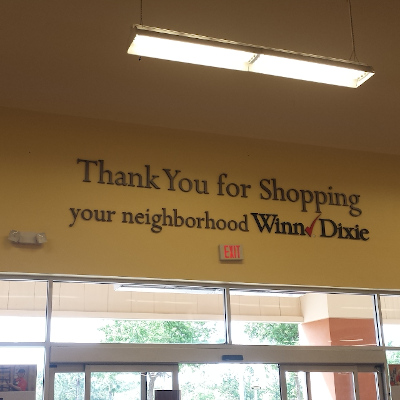 Thank You for Shopping
your neighborhood Winn Dixie
EXIT